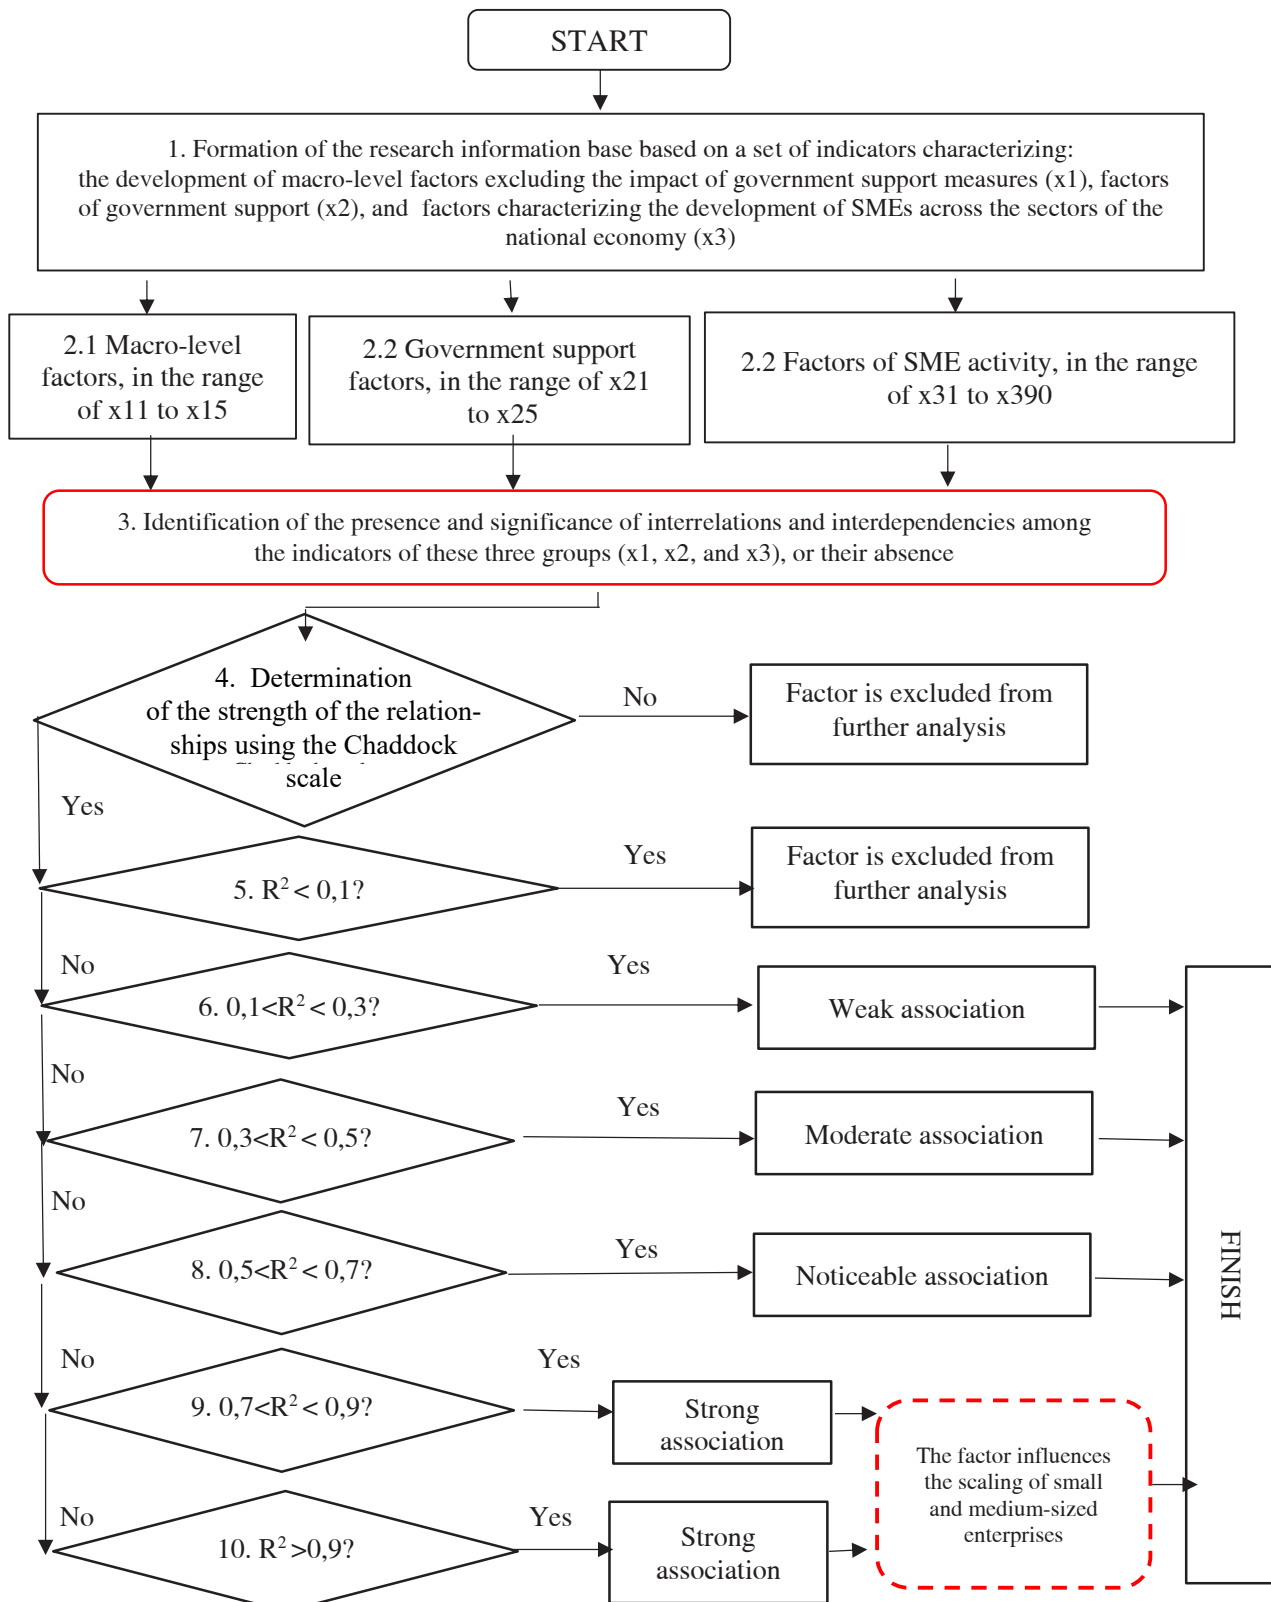 START
1. Formation of the research information base based on a set of indicators characterizing:
the development of macro-level factors excluding the impact of government support measures (x1), factors
of government support (x2), and factors characterizing the development of SMEs across the sectors of the
national economy (x3)
2.1 Macro-level
factors, in the range
of x11 to x15
2.2 Government support
factors, in the range of x21
to x25
2.2 Factors of SME activity, in the range
of x31 to x390
3. Identification of the presence and significance of interrelations and interdependencies among
the indicators of these three groups (x1, x2, and x3), or their absence
4. Determination
of the strength of the relation-
ships using the Chaddock
scale
No
Factor is excluded from
further analysis
Yes
5. R² < 0,1?
Yes
Factor is excluded from
further analysis
No
6. 0,1<R² < 0,3?
Yes
Weak association
No
7. 0,3<R² < 0,5?
Yes
Moderate association
No
8. 0,5<R² < 0,7?
Yes
Noticeable association
FINISH
No
9. 0,7<R² < 0,9?
Yes
Strong
association
The factor influences
the scaling of small
and medium-sized
enterprises
No
10. R² >0,9?
Yes
Strong
association